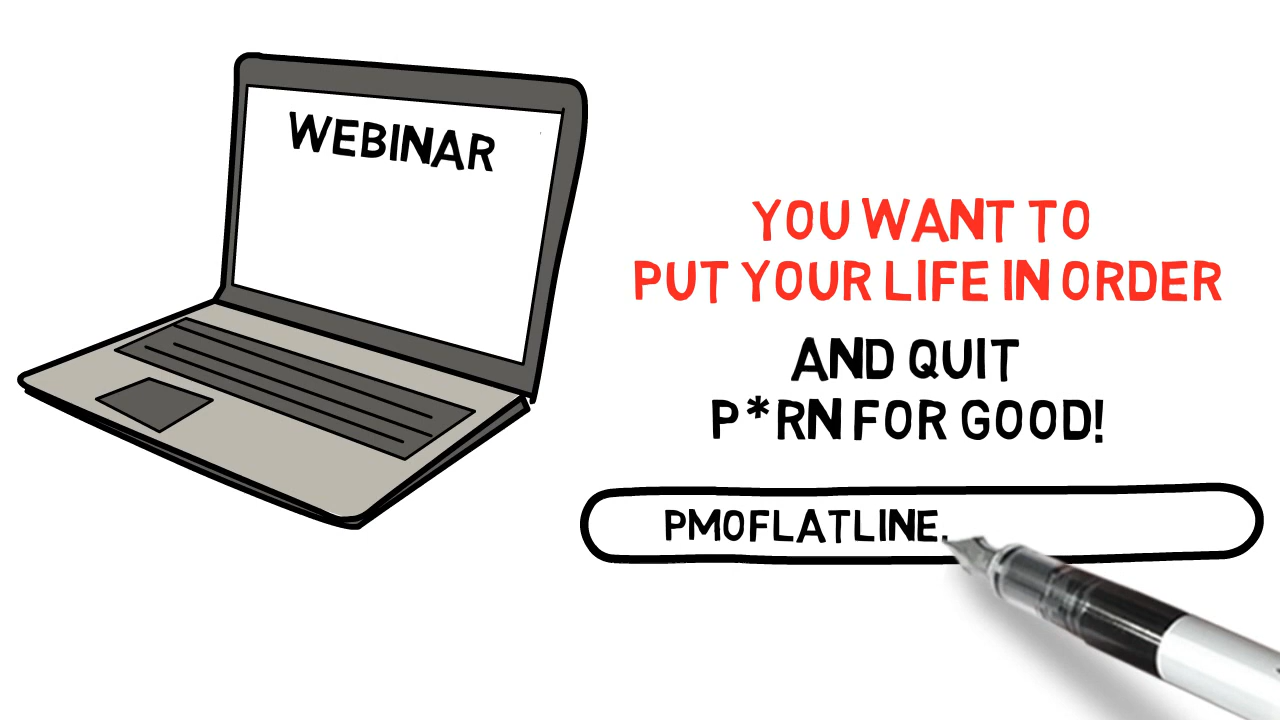 WEBINAR
YOU WANT TO
PUT YOUR LIFE IN ORDER
AND QUIT
P*RN FOR GOOD!
PMOFLATLINE.